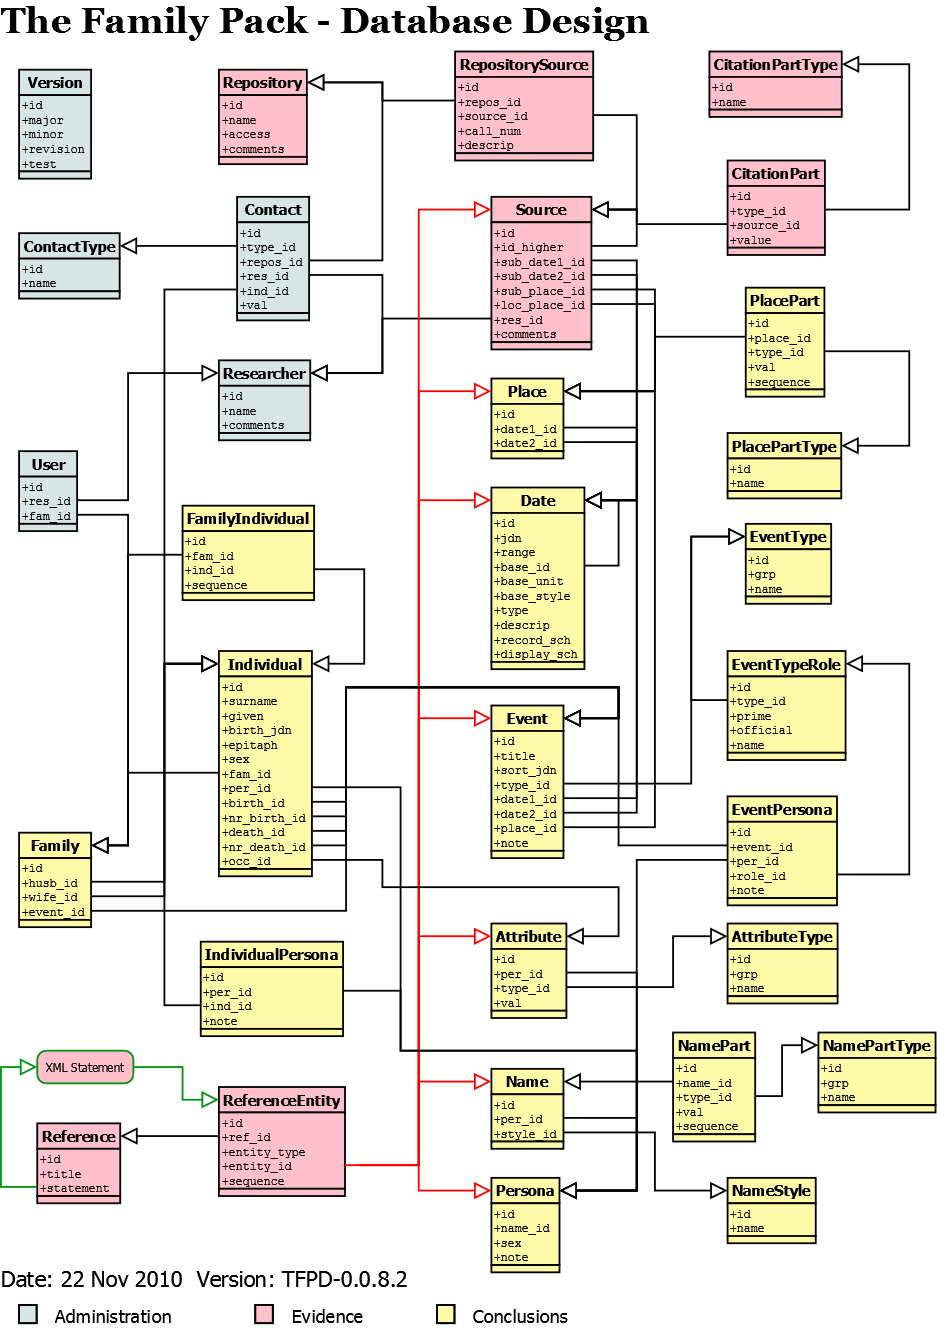 The Family Pack - Database Design
Version
+id
+major
+minor
+revision
+test
Repository
+id
+name
+access
+comments
RepositorySource
+id
+repos_id
+source_id
+call_num
+descrip
CitationPartType
+id
+name
CitationPart
+id
+type_id
+source_id
+value
Contact
+id
+type_id
+repos_id
+res_id
+ind_id
+val
ContactType
+id
+name
Source
+id
+id_higher
+sub_date1_id
+sub_date2_id
+sub_place_id
+loc_place_id
+res_id
+comments
PlacePart
+id
+place_id
+type_id
+val
+sequence
Researcher
+id
+name
+comments
Place
+id
+date1_id
+date2_id
PlacePartType
+id
+name
User
+id
+res_id
+fam_id
FamilyIndividual
+id
+fam_id
+ind_id
+sequence
Date
+id
+jdn
+range
+base_id
+base_unit
+base_style
+type
+descrip
+record_sch
+display_sch
EventType
+id
+grp
+name
Individual
+id
+surname
+given
+birth_jdn
+epitaph
+sex
+fam_id
+per_id
+birth_id
+nr_birth_id
+death_id
+nr_death_id
+occ_id
EventTypeRole
+id
+type_id
+prime
+official
+name
Event
+id
+title
+sort_jdn
+type_id
+date1_id
+date2_id
+place_id
+note
EventPersona
+id
+event_id
+per_id
+role_id
+note
Family
+id
+husb_id
+wife_id
+event_id
Attribute
+id
+per_id
+type_id
+val
AttributeType
+id
+grp
+name
IndividualPersona
+id
+per_id
+ind_id
+note
NamePart
+id
+name_id
+type_id
+val
+sequence
NamePartType
+id
+grp
+name
XML Statement
Name
+id
+per_id
+style_id
ReferenceEntity
+id
+ref_id
+entity_type
+entity_id
+sequence
Reference
+id
+title
+statement
Persona
+id
+name_id
+sex
+note
NameStyle
+id
+name
Date: 22 Nov 2010 Version: TFPD-0.0.8.2
Administration Evidence Conclusions